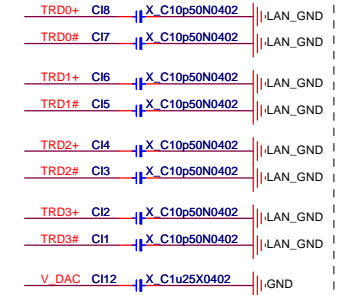 TRD0+ CI8 X_C10p50N0402 LAN_GND
TRD0# CI7 X_C10p50N0402 LAN_GND
TRD1+ CI6 X_C10p50N0402 LAN_GND
TRD1# CI5 X_C10p50N0402 LAN_GND
TRD2+ CI4 X_C10p50N0402 LAN_GND
TRD2# CI3 X_C10p50N0402 LAN_GND
TRD3+ CI2 X_C10p50N0402 LAN_GND
TRD3# CI1 X_C10p50N0402 LAN_GND
V_DAC CI12 X_C1u25X0402 GND